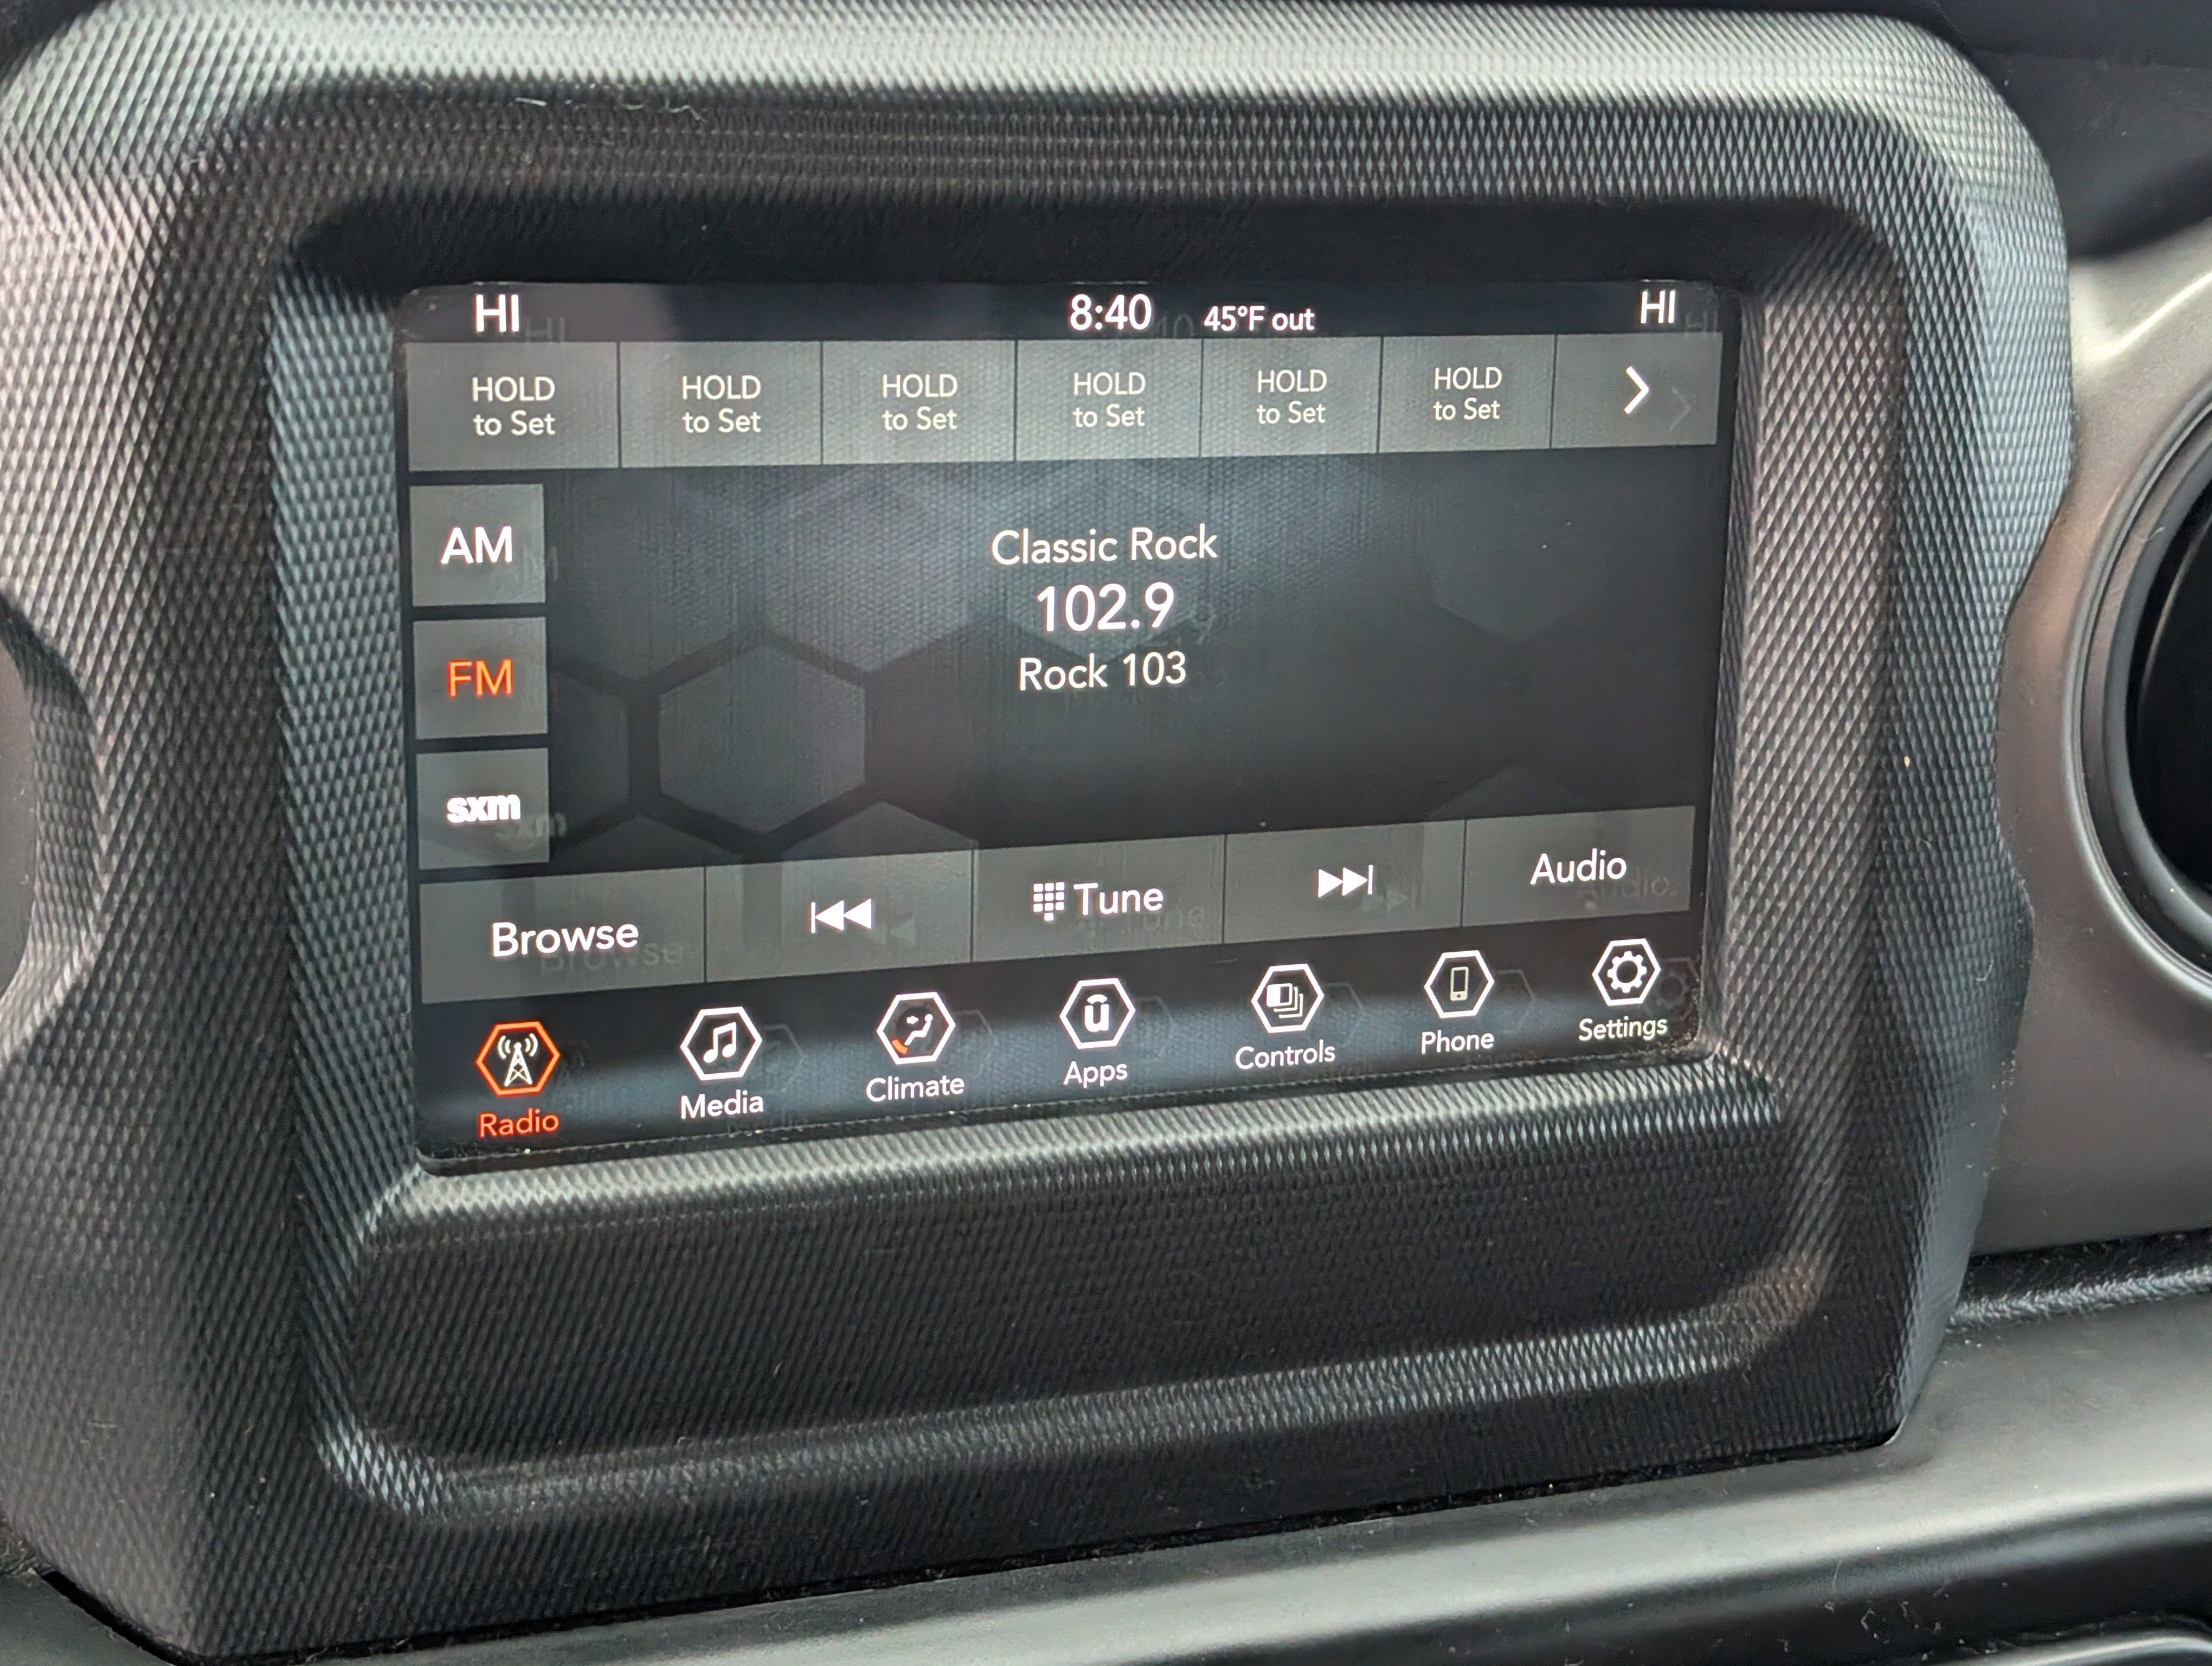 HI 8:40 45°F out HI
HOLD HOLD HOLD HOLD HOLD HOLD
to Set to Set to Set to Set to Set to Set
AM
Classic Rock
102.9
FM
Rock 103
sxm
Browse Tune Audio
Radio Media Climate Apps Controls Phone Settings